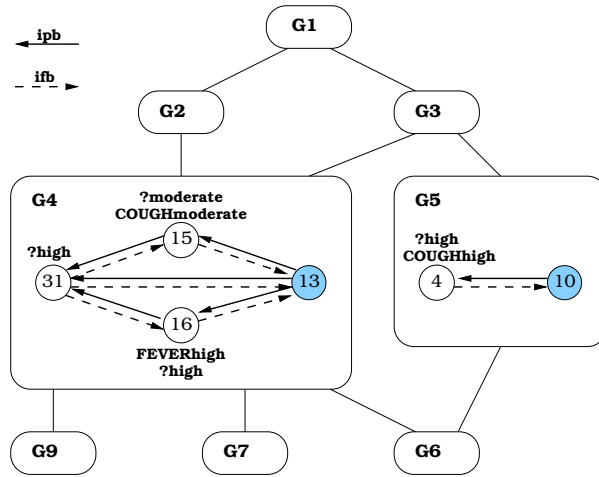 G1
ipb
ifb
G2
G3
G4
?moderate
COUGHmoderate
15
?high
31
13
16
FEVERhigh
?high
G5
?high
COUGHhigh
4
10
G9
G7
G6